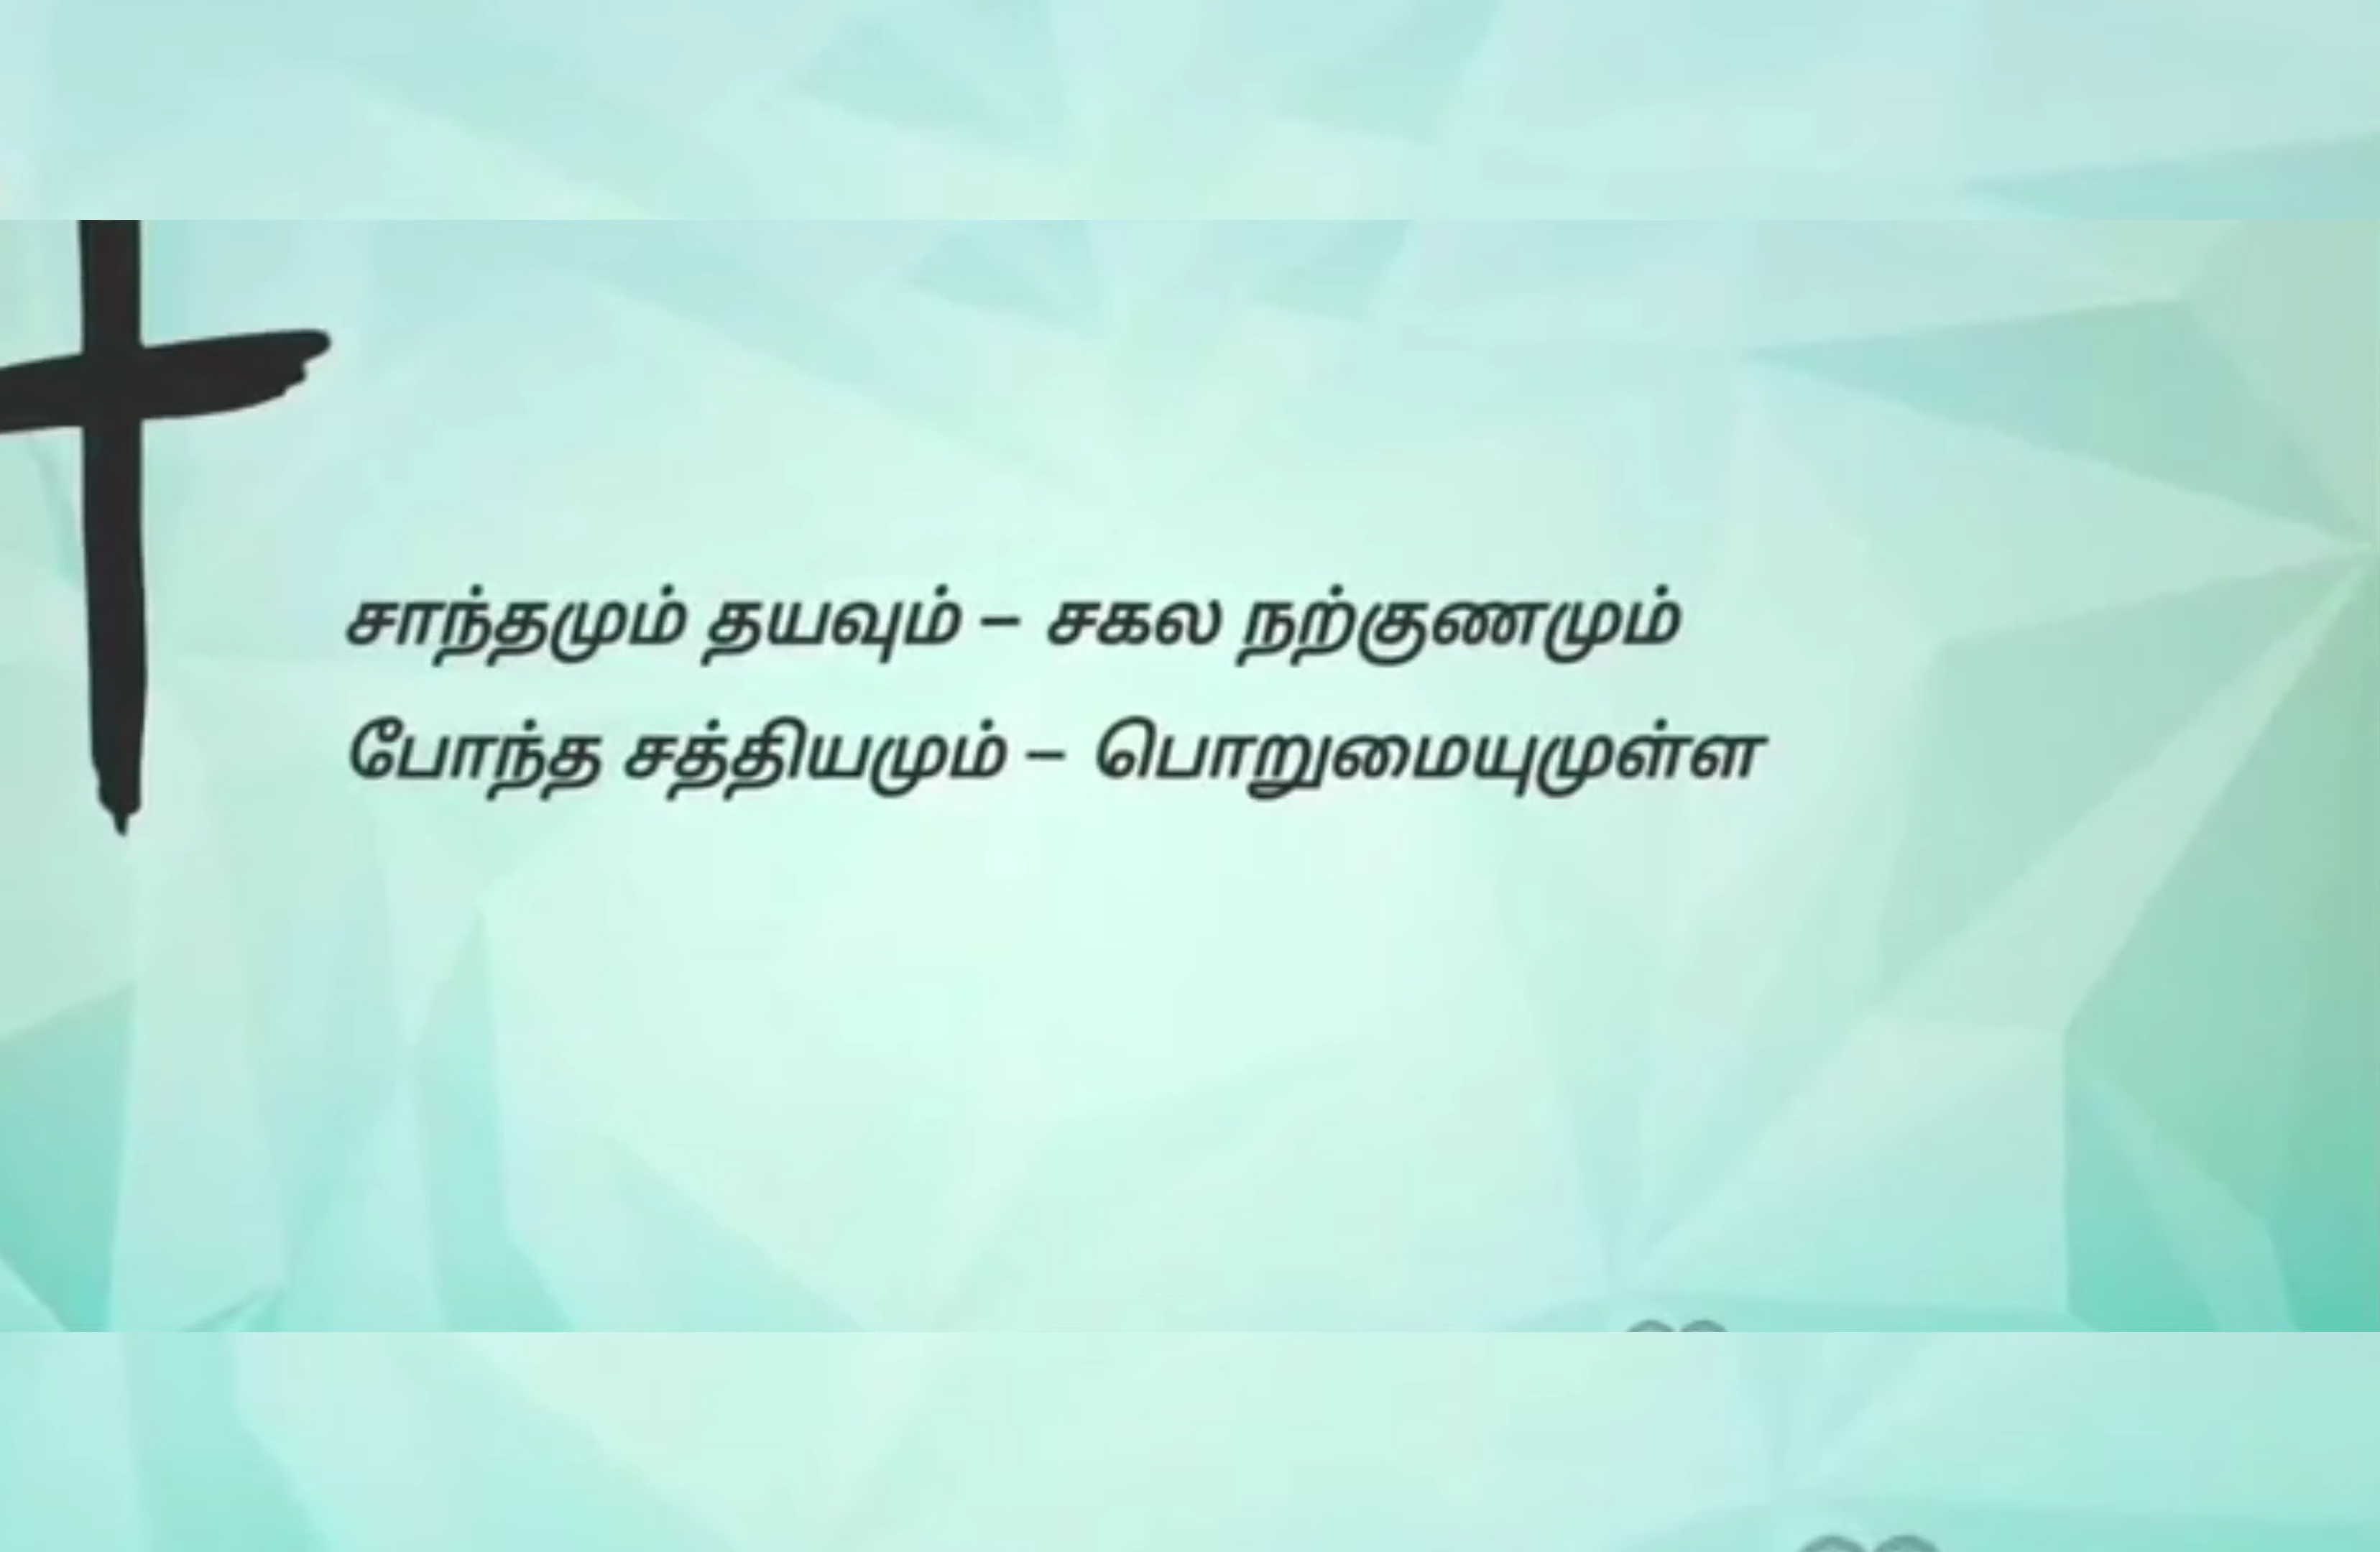 சாந்தமும் தயவும் – சகல நற்குணமும்
போந்த சத்தியமும் – பொறுமையுமுள்ள